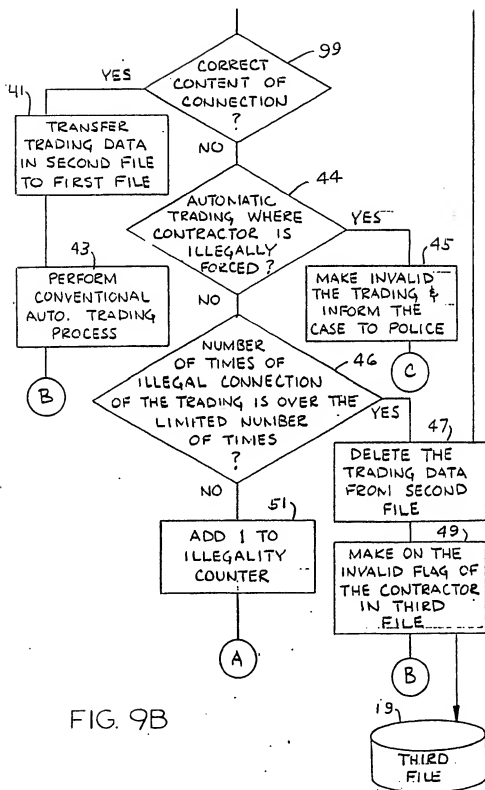 99
CORRECT
CONTENT OF
CONNECTION
?
YES
NO
41
TRANSFER
TRADING DATA
IN SECOND FILE
TO FIRST FILE
44
AUTOMATIC
TRADING WHERE
CONTRACTOR IS
ILLEGALLY
FORCED?
YES
NO
43
PERFORM
CONVENTIONAL
AUTO. TRADING
PROCESS
B
45
MAKE INVALID
THE TRADING &
INFORM THE
CASE TO POLICE
C
46
NUMBER
OF TIMES OF
ILLEGAL CONNECTION
OF THE TRADING IS OVER THE
LIMITED NUMBER
OF TIMES
?
YES
NO
47
DELETE THE
TRADING DATA
FROM SECOND
FILE
51
ADD 1 TO
ILLEGALITY
COUNTER
A
49
MAKE ON THE
INVALID FLAG OF
THE CONTRACTOR
IN THIRD
FILE
B
19
THIRD
FILE
FIG. 9B